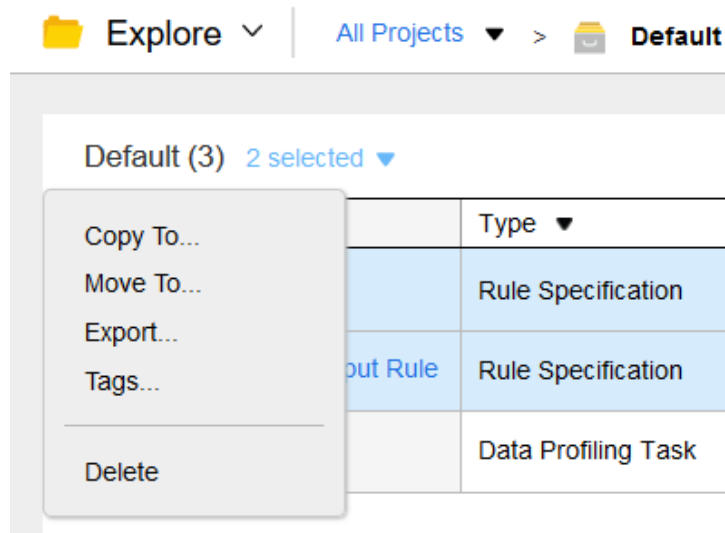 Explore All Projects > Default
Default (3) 2 selected
Copy To...
Type
Move To...
Rule Specification
Export...
Rule Specification
Rule
Tags...
Data Profiling Task
Delete